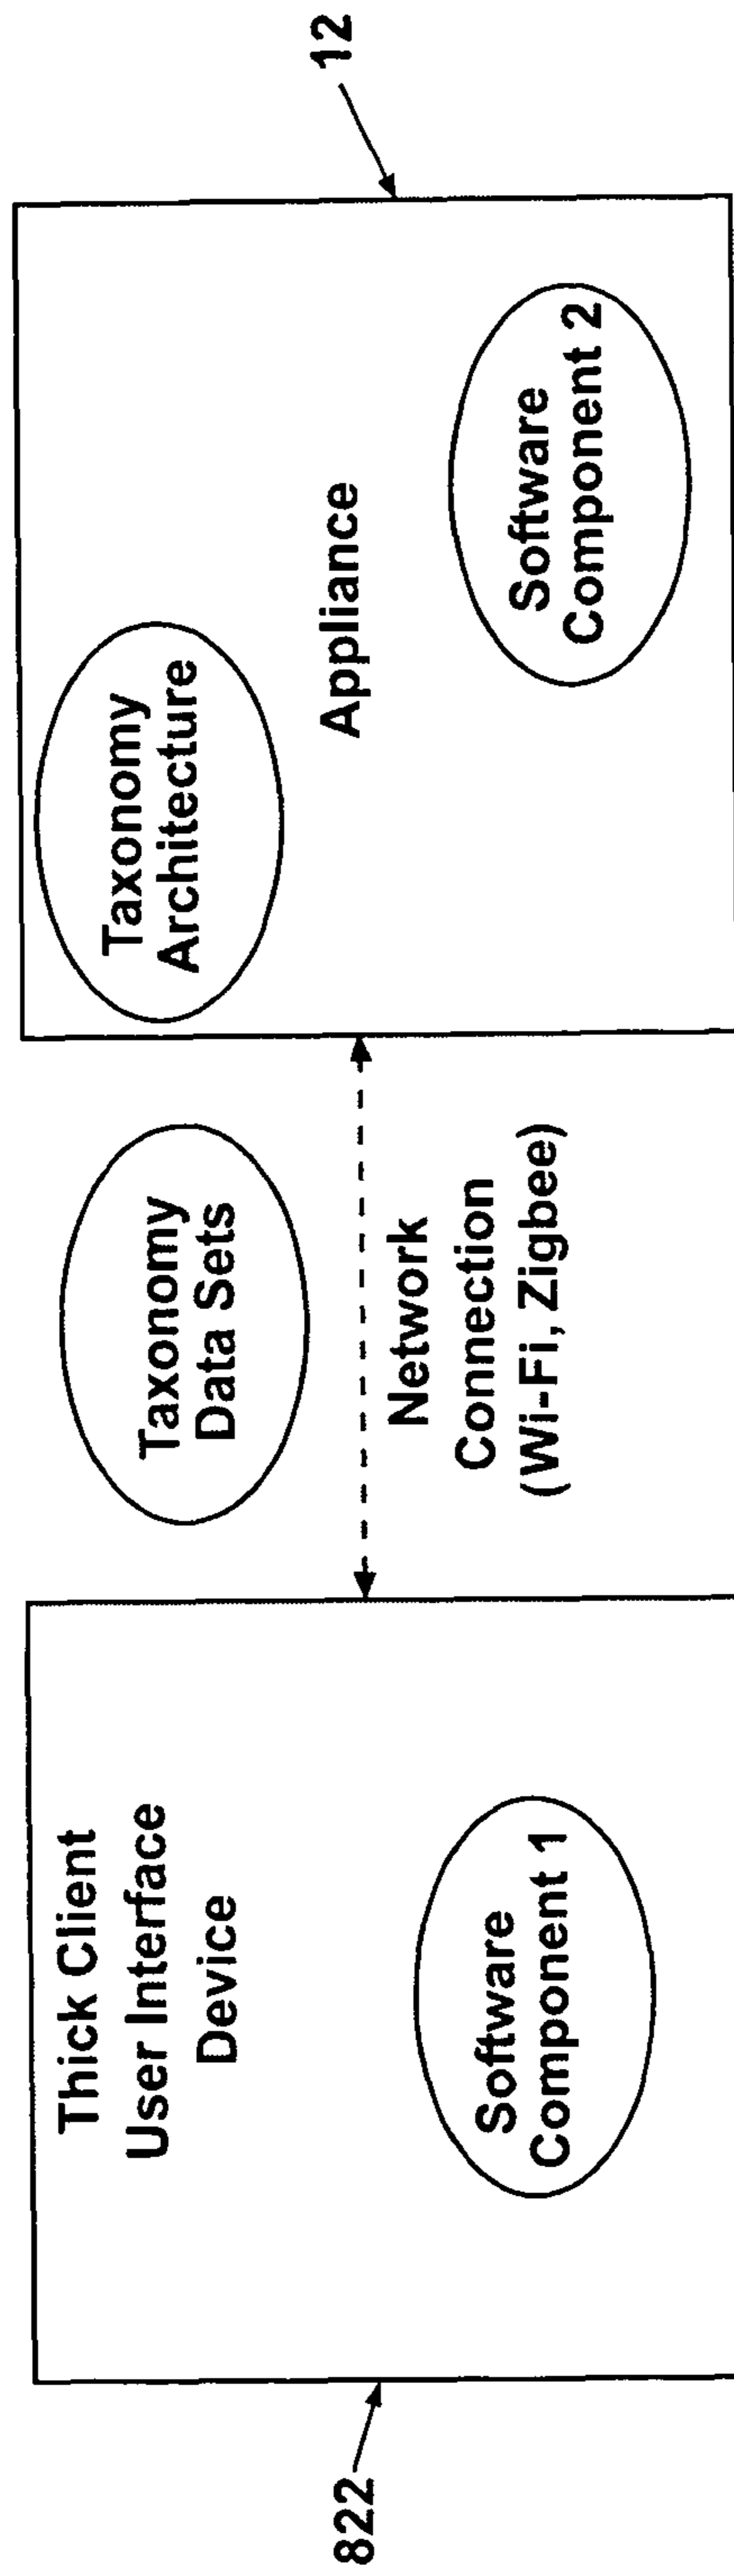 822
Thick Client
User Interface
Device
Software
Component 1
Taxonomy
Data Sets
Network
Connection
(Wi-Fi, Zigbee)
Taxonomy
Architecture
Appliance
Software
Component 2
12